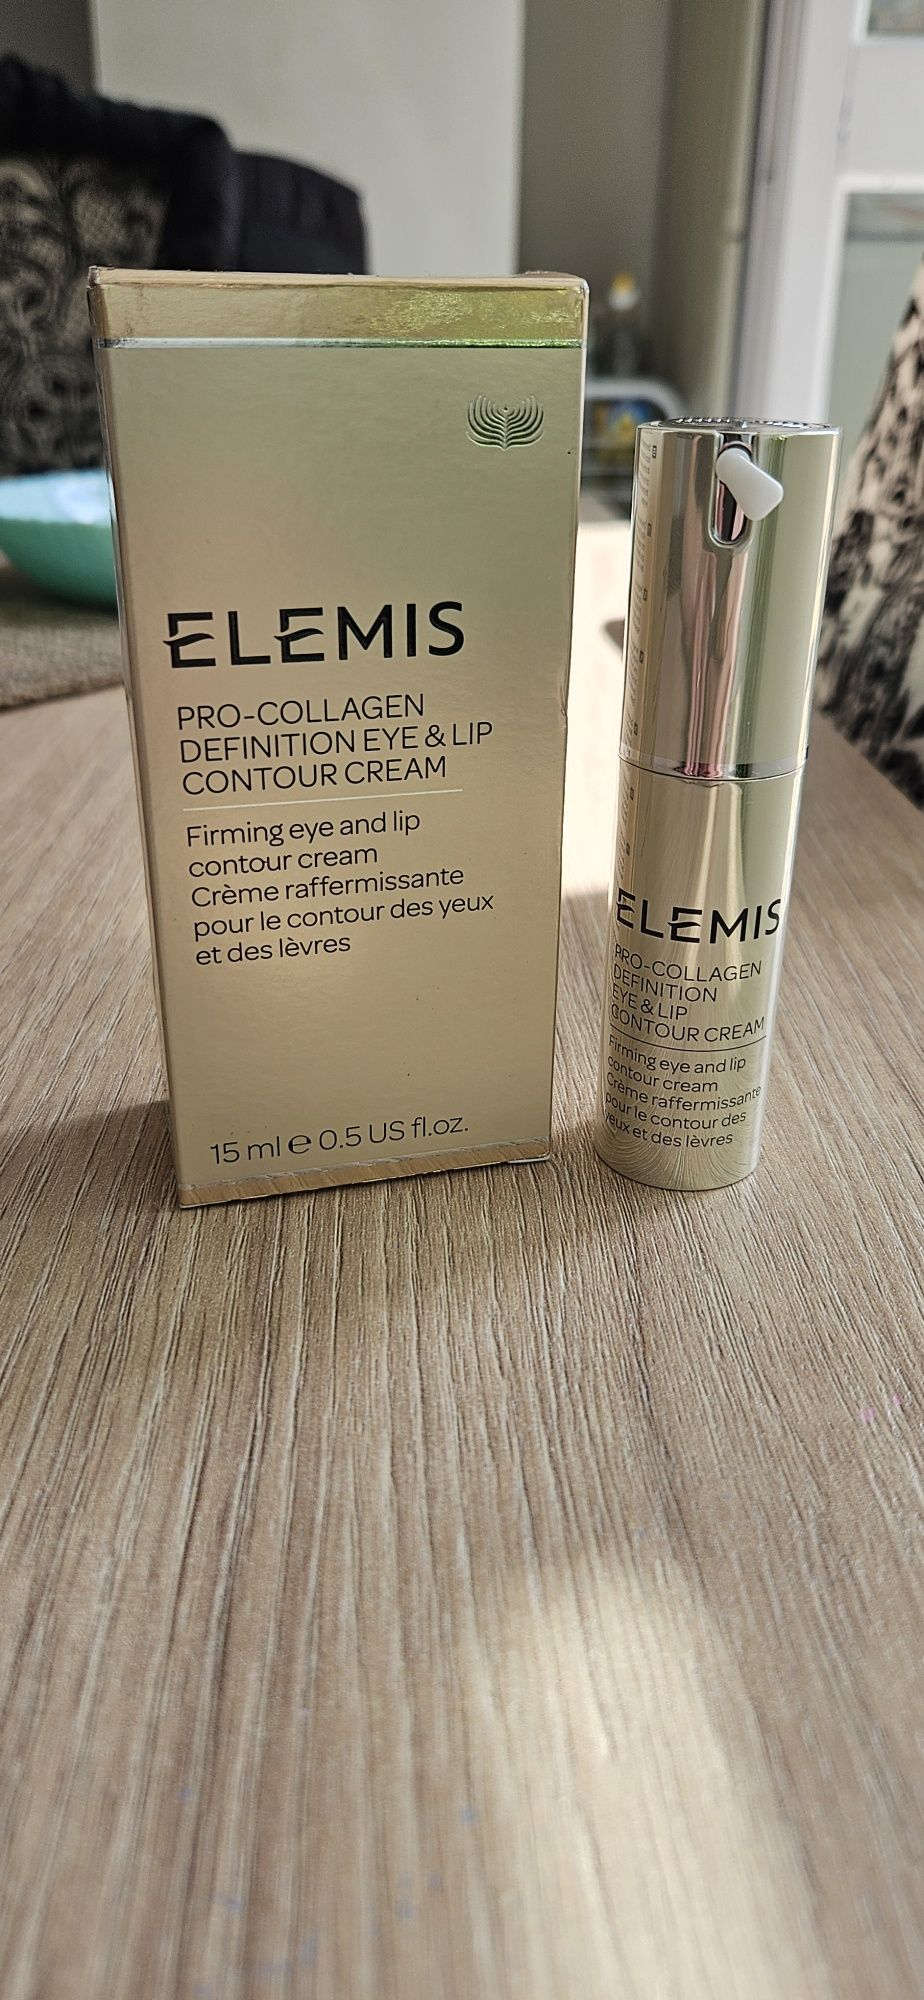 ELEMIS
PRO-COLLAGEN
DEFINITION EYE & LIP
CONTOUR CREAM
Firming eye and lip
contour cream
Crème raffermissante
pour le contour des yeux
et des lèvres
15 ml e 0.5 US fl.oz.
ELEMIS
PRO-COLLAGEN
DEFINITION
EYE & LIP
CONTOUR CREAM
Firming eye and lip
contour cream
Crème raffermissante
pour le contour des
yeux et des lèvres